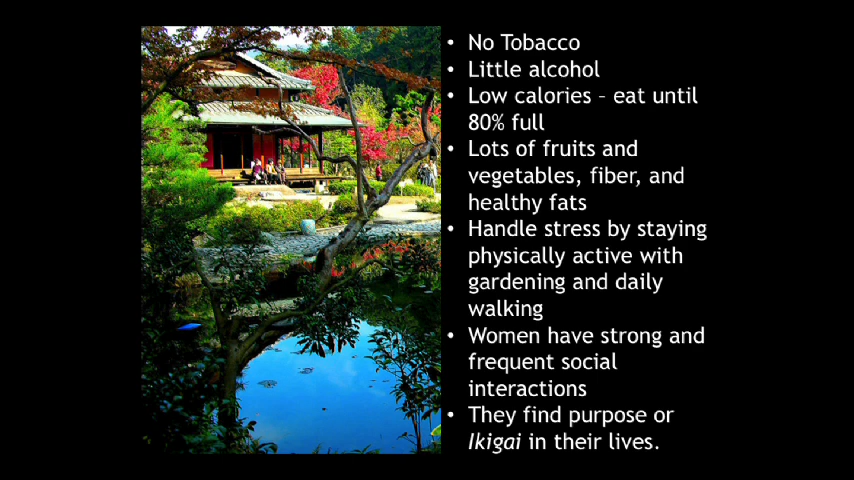 • No Tobacco
• Little alcohol
• Low calories – eat until
80% full
• Lots of fruits and
vegetables, fiber, and
healthy fats
• Handle stress by staying
physically active with
gardening and daily
walking
• Women have strong and
frequent social
interactions
• They find purpose or
Ikigai in their lives.